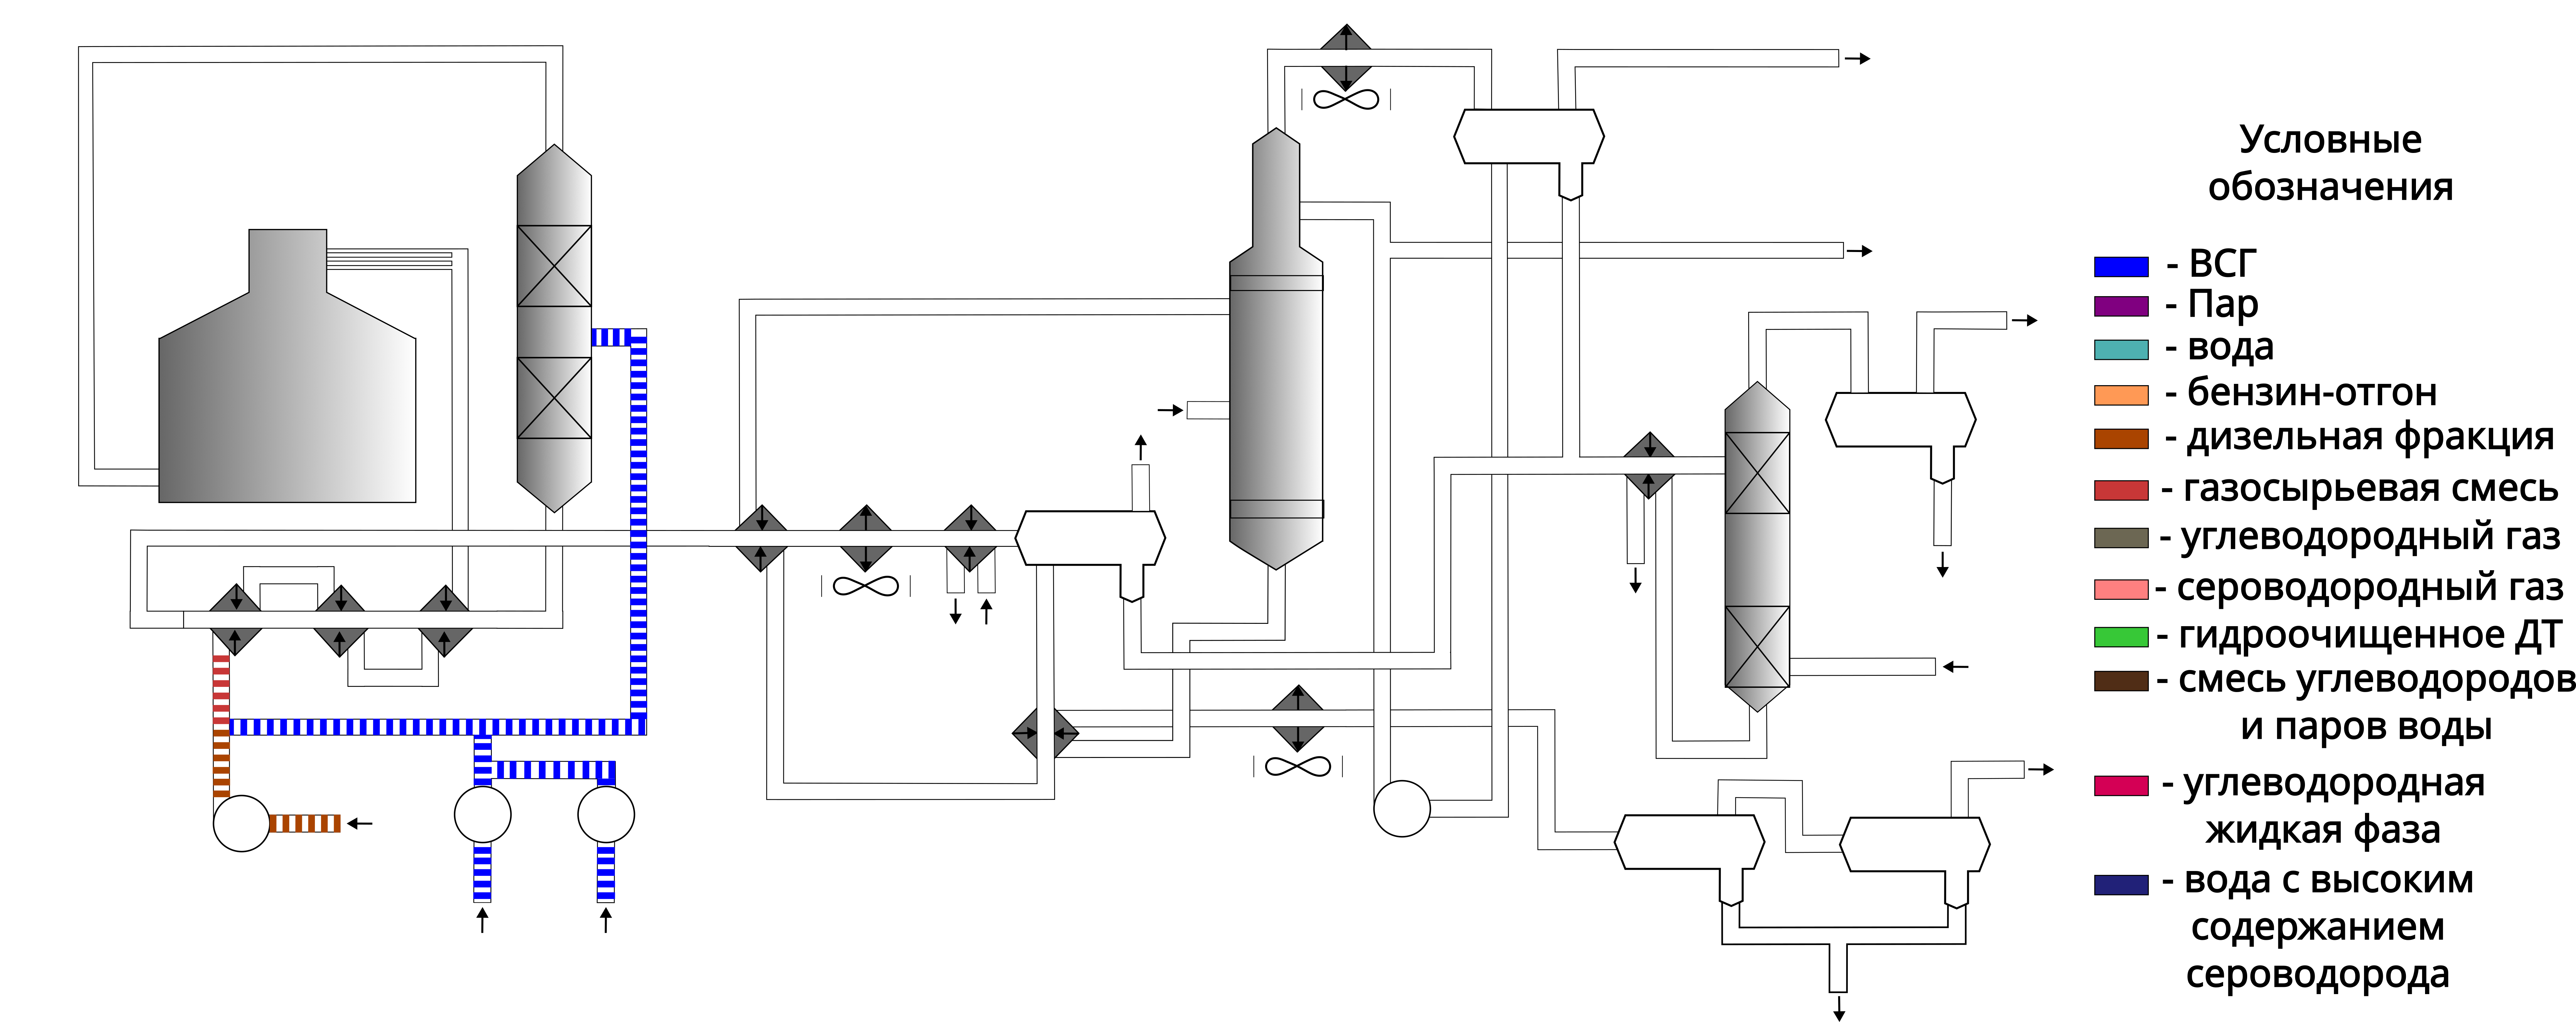 Условные
обозначения
- ВСГ
- Пар
- вода
- бензин-отгон
- дизельная фракция
- газосырьевая смесь
- углеводородный газ
- сероводородный газ
- гидроочищенное ДТ
- смесь углеводородов
и паров воды
- углеводородная
жидкая фаза
- вода с высоким
содержанием
сероводорода